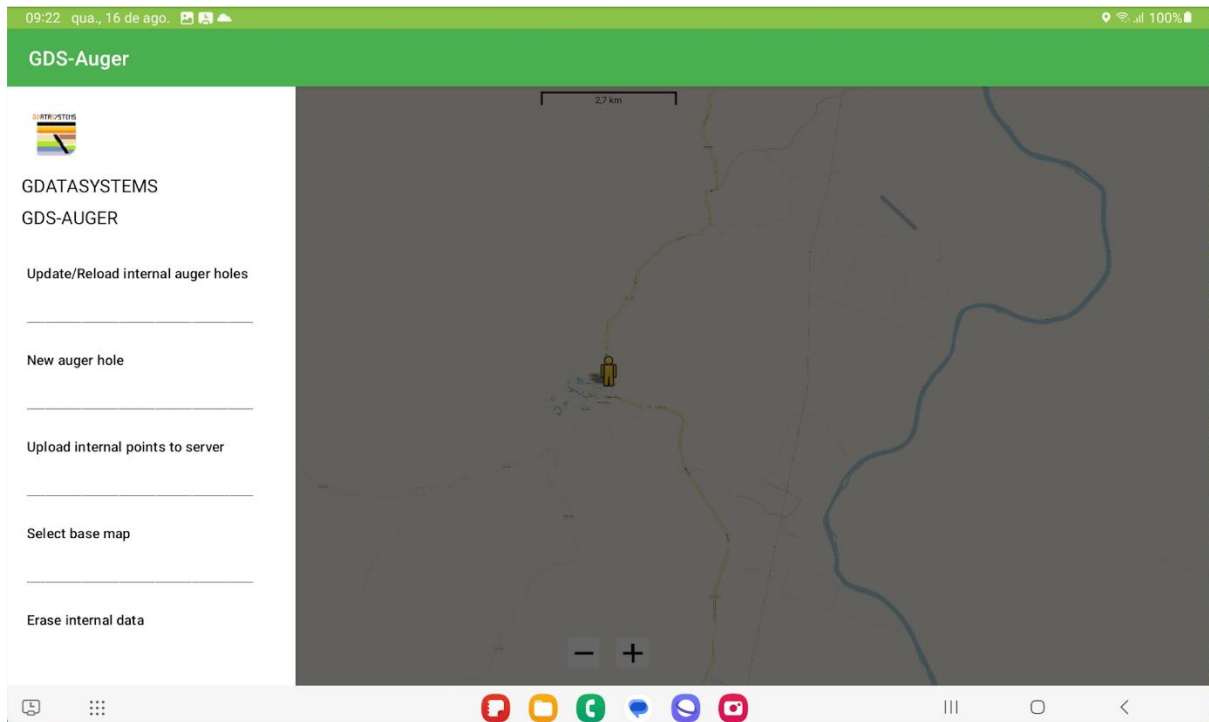 09:22 qua., 16 de ago.
100%
GDS-Auger
2,7 km
GDATASYSTEMS
GDATASYSTEMS
GDS-AUGER
Update/Reload internal auger holes
New auger hole
Upload internal points to server
Select base map
Erase internal data